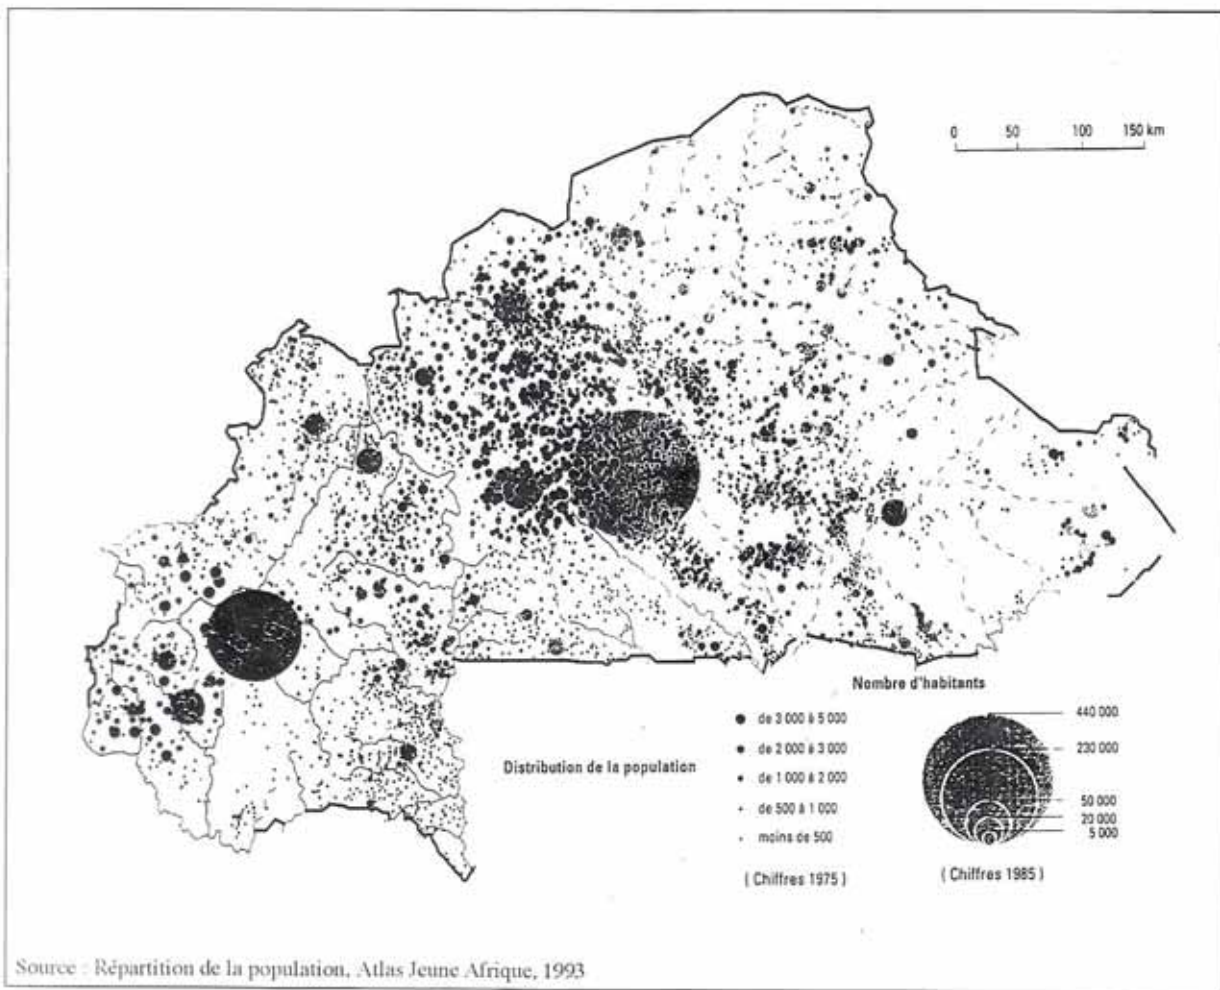 0 50 100 150 km
Nombre d'habitants
de 3 000 à 5 000
de 2 000 à 3 000
de 1 000 à 2 000
de 500 à 1 000
moins de 500
( Chiffres 1975 )
440 000
230 000
50 000
20 000
5 000
( Chiffres 1985 )
Distribution de la population
Source : Répartition de la population, Atlas Jeune Afrique, 1993